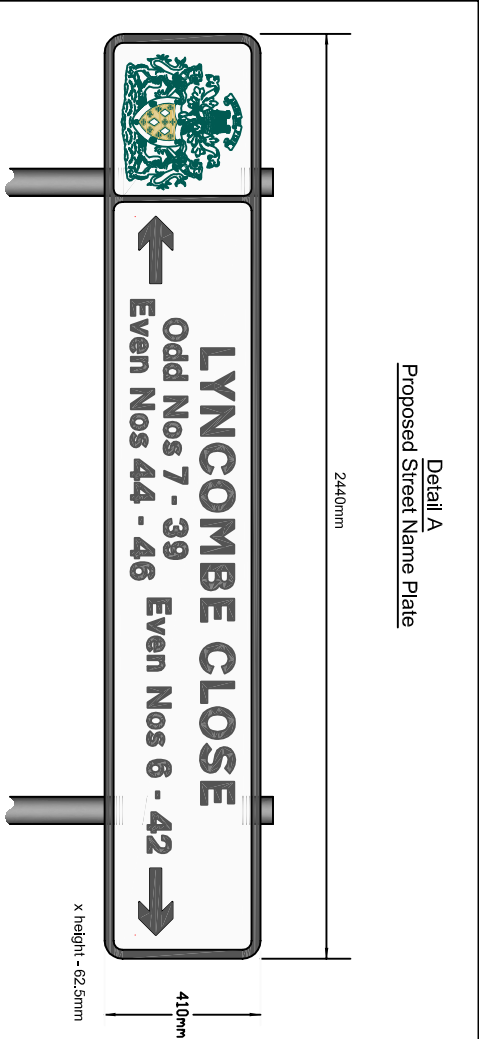 Detail A
Proposed Street Name Plate
2440mm
LYNCOMBE CLOSE
Odd Nos 7 - 39
Even Nos 44 - 46
Even Nos 6 - 42
x height - 62.5mm
410mm